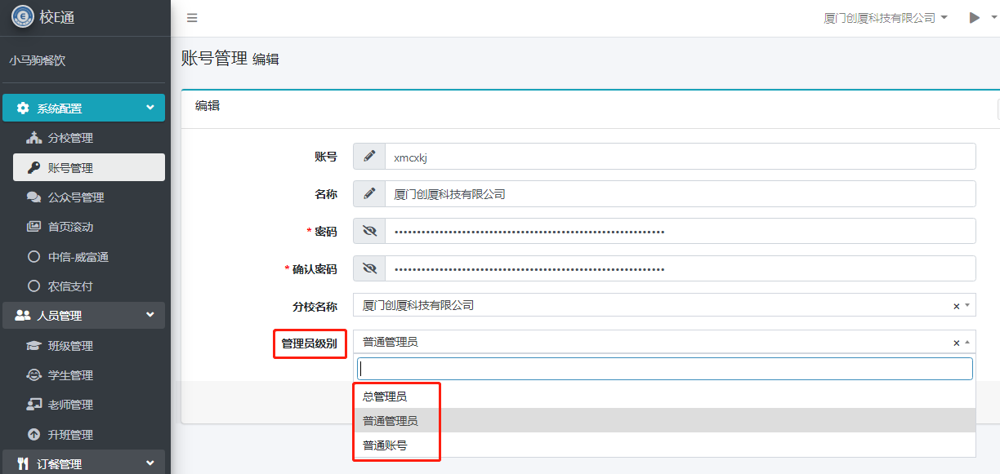 校E通
厦门创厦科技有限公司
小马驹餐饮
账号管理 编辑
系统配置
分校管理
账号管理
公众号管理
首页滚动
中信-威富通
农信支付
人员管理
班级管理
学生管理
老师管理
升班管理
订餐管理
编辑
账号
xmcxkj
名称
厦门创厦科技有限公司
* 密码
* 确认密码
分校名称
厦门创厦科技有限公司
管理员级别
普通管理员
总管理员
普通管理员
普通账号